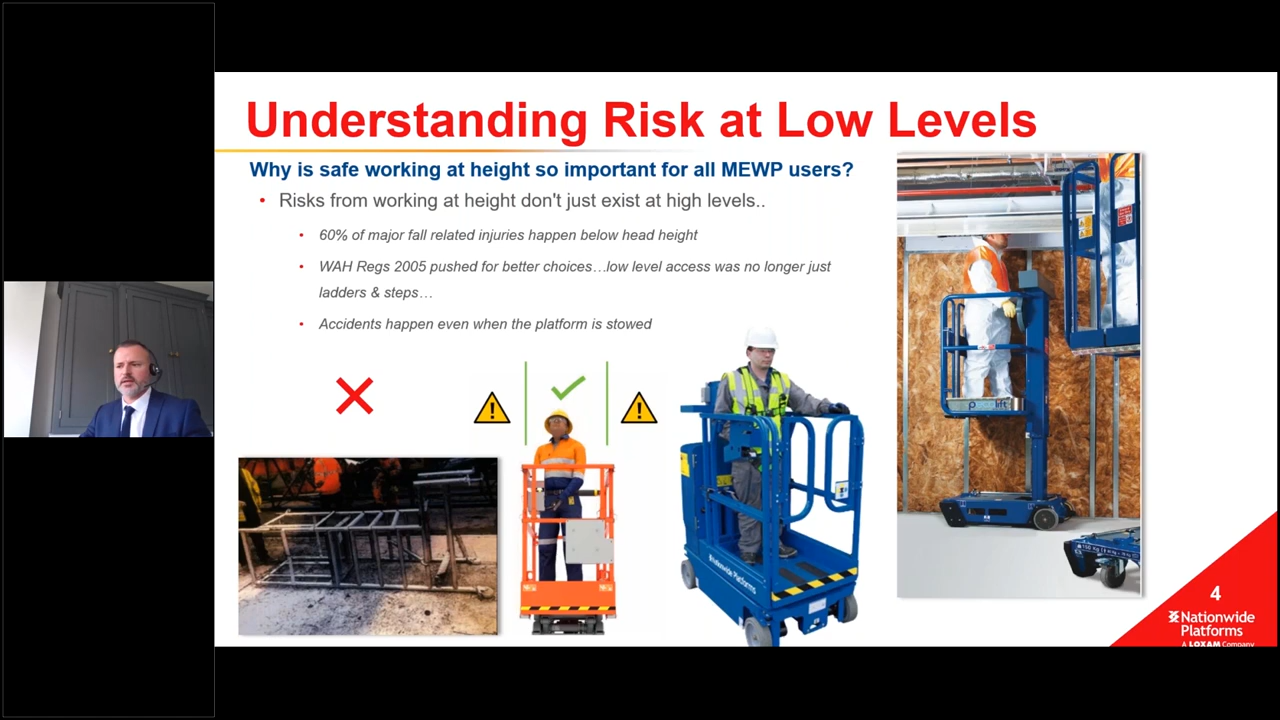 Understanding Risk at Low Levels
Why is safe working at height so important for all MEWP users?
• Risks from working at height don't just exist at high levels..
• 60% of major fall related injuries happen below head height
• WAH Regs 2005 pushed for better choices…low level access was no longer just
ladders & steps…
• Accidents happen even when the platform is stowed
lift
Nationwide Platforms
4
Nationwide
Platforms
A LOXAM Company